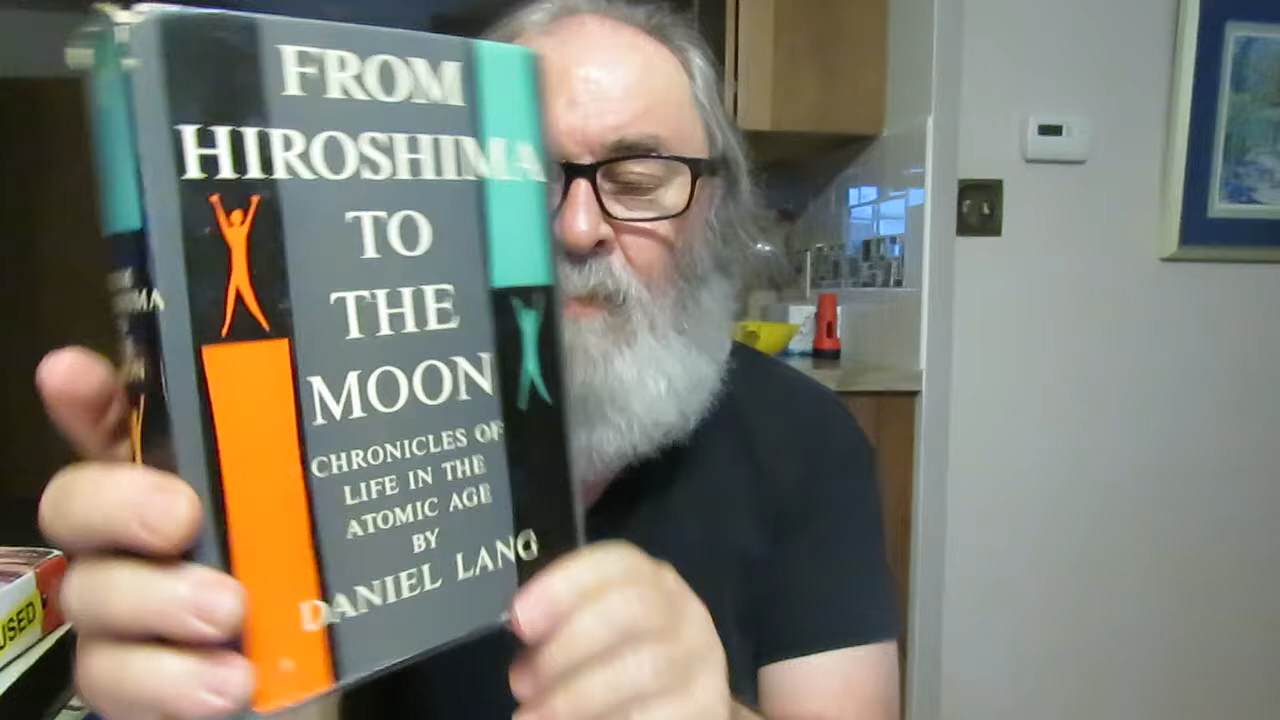 FROM
HIROSHIMA
TO
THE
MOON
CHRONICLES OF
LIFE IN THE
ATOMIC AGE
BY
DANIEL LANG
USED